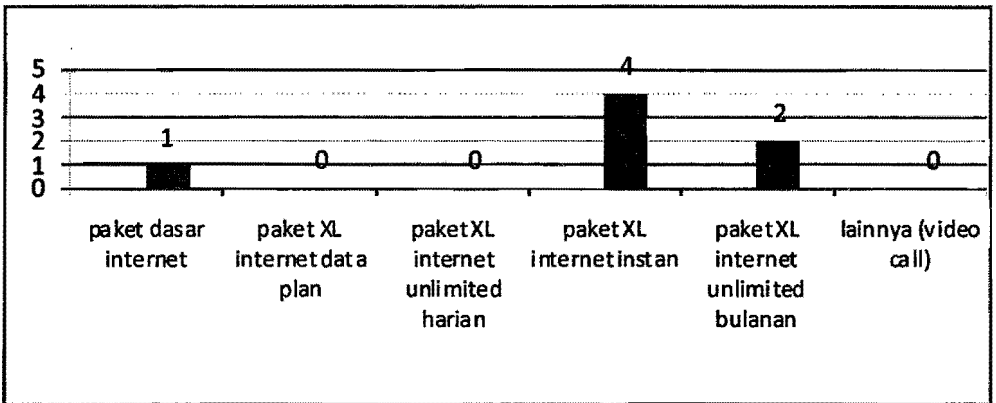 5
4
3
2
1
0
1
0
0
4
2
0
paket dasar
internet
paket XL
internet data
plan
paket XL
internet
unlimited
harian
paket XL
internet instan
paket XL
internet
unlimited
bulanan
lainnya (video
call)